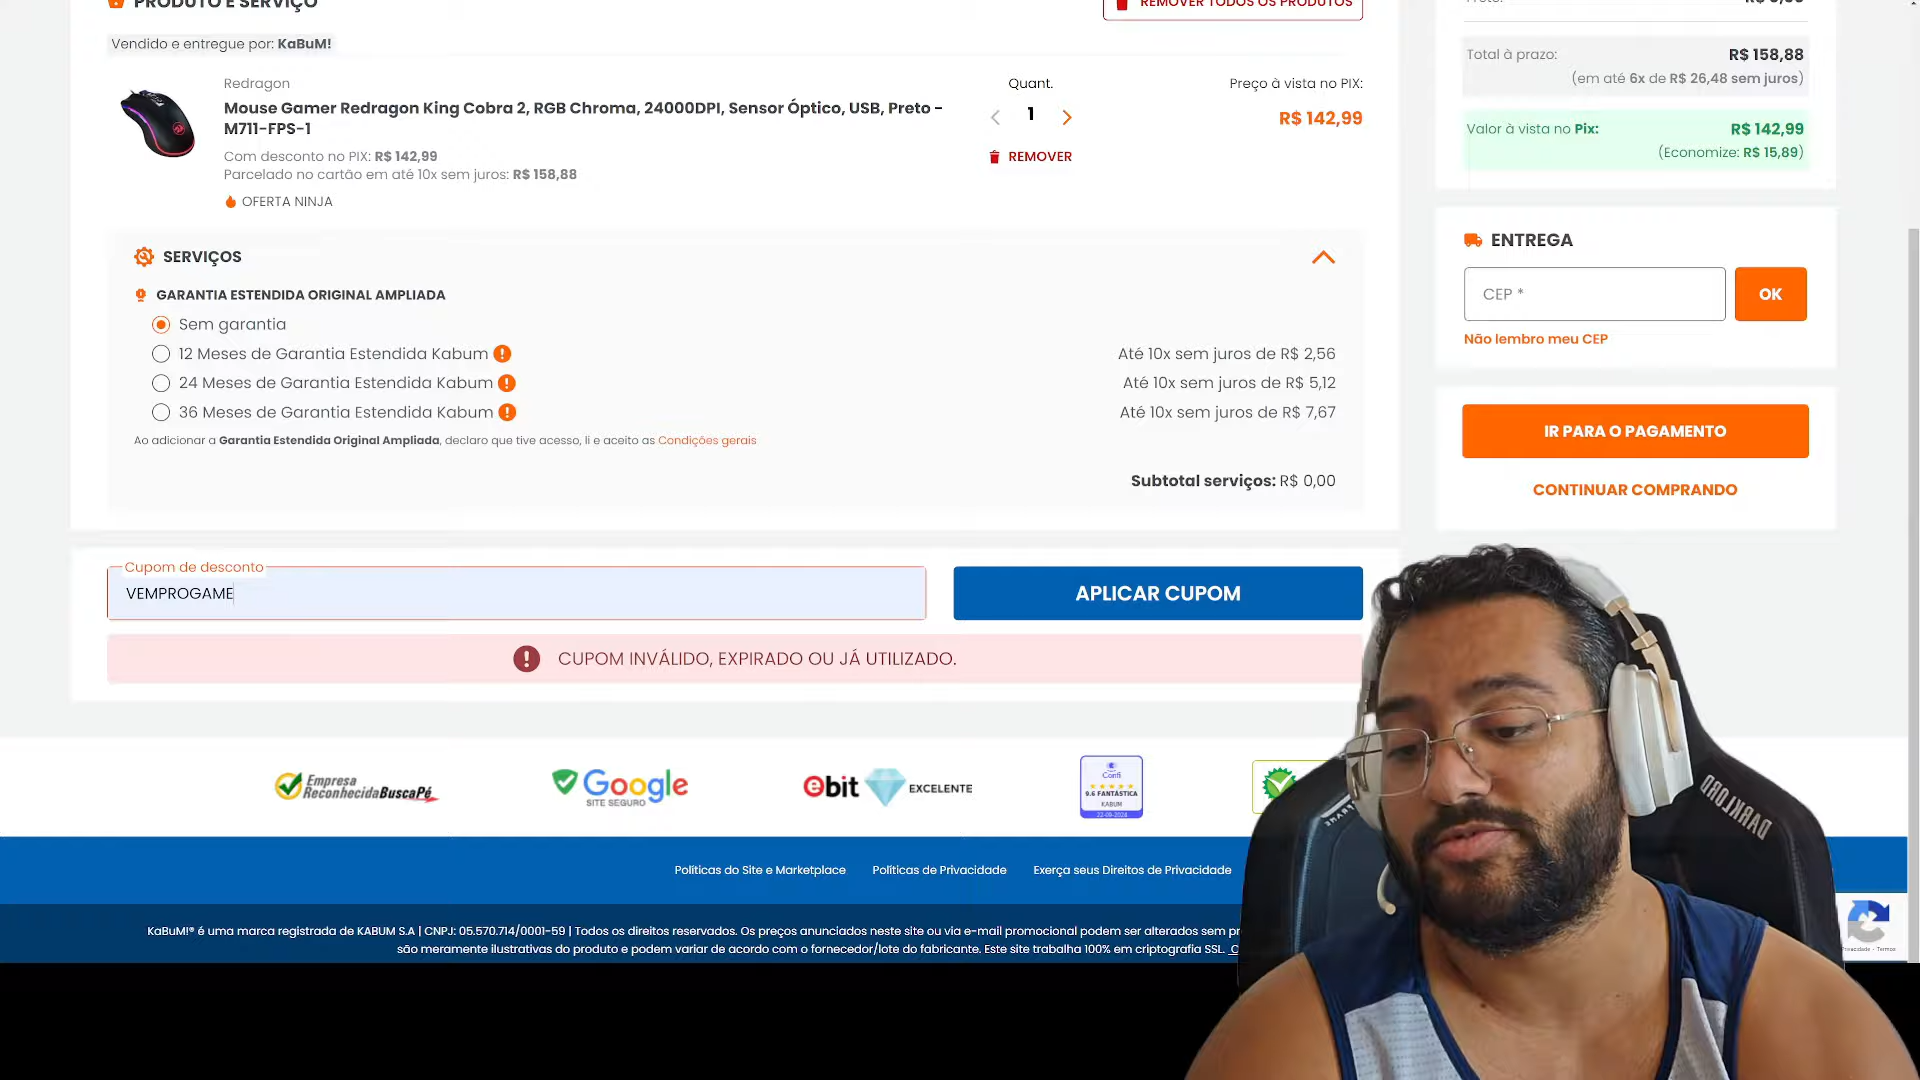 PRODUTO E SERVIÇO
REMOVER TODOS OS PRODUTOS
Vendido e entregue por: KaBuM!
Redragon
Mouse Gamer Redragon King Cobra 2, RGB Chroma, 24000DPI, Sensor Óptico, USB, Preto -
M711-FPS-1
Com desconto no PIX: R$ 142,99
Parcelado no cartão em até 10x sem juros: R$ 158,88
OFERTA NINJA
Quant.
1
REMOVER
Preço à vista no PIX:
R$ 142,99
SERVIÇOS
GARANTIA ESTENDIDA ORIGINAL AMPLIADA
Sem garantia
12 Meses de Garantia Estendida Kabum
Até 10x sem juros de R$ 2,56
24 Meses de Garantia Estendida Kabum
Até 10x sem juros de R$ 5,12
36 Meses de Garantia Estendida Kabum
Até 10x sem juros de R$ 7,67
Ao adicionar a Garantia Estendida Original Ampliada, declaro que tive acesso, li e aceito as Condições gerais
Subtotal serviços: R$ 0,00
Cupom de desconto
VEMPROGAME
APLICAR CUPOM
CUPOM INVÁLIDO, EXPIRADO OU JÁ UTILIZADO.
Total à prazo:
R$ 158,88
(em até 6x de R$ 26,48 sem juros)
Valor à vista no Pix:
R$ 142,99
(Economize: R$ 15,89)
ENTREGA
CEP *
OK
Não lembro meu CEP
IR PARA O PAGAMENTO
CONTINUAR COMPRANDO
Empresa
ReconhecidaBuscaPé
Google
SITE SEGURO
ebit
EXCELENTE
Confi
9.6 FANTÁSTICA
KABUM
22-09-2024
DARKLORD
Políticas do Site e Marketplace
Políticas de Privacidade
Exerça seus Direitos de Privacidade
KaBuM!® é uma marca registrada de KABUM S.A | CNPJ: 05.570.714/0001-59 | Todos os direitos reservados. Os preços anunciados neste site ou via e-mail promocional podem ser alterados sem
são meramente ilustrativas do produto e podem variar de acordo com o fornecedor/lote do fabricante. Este site trabalha 100% em criptografia SSL.
Privacidade - Termos